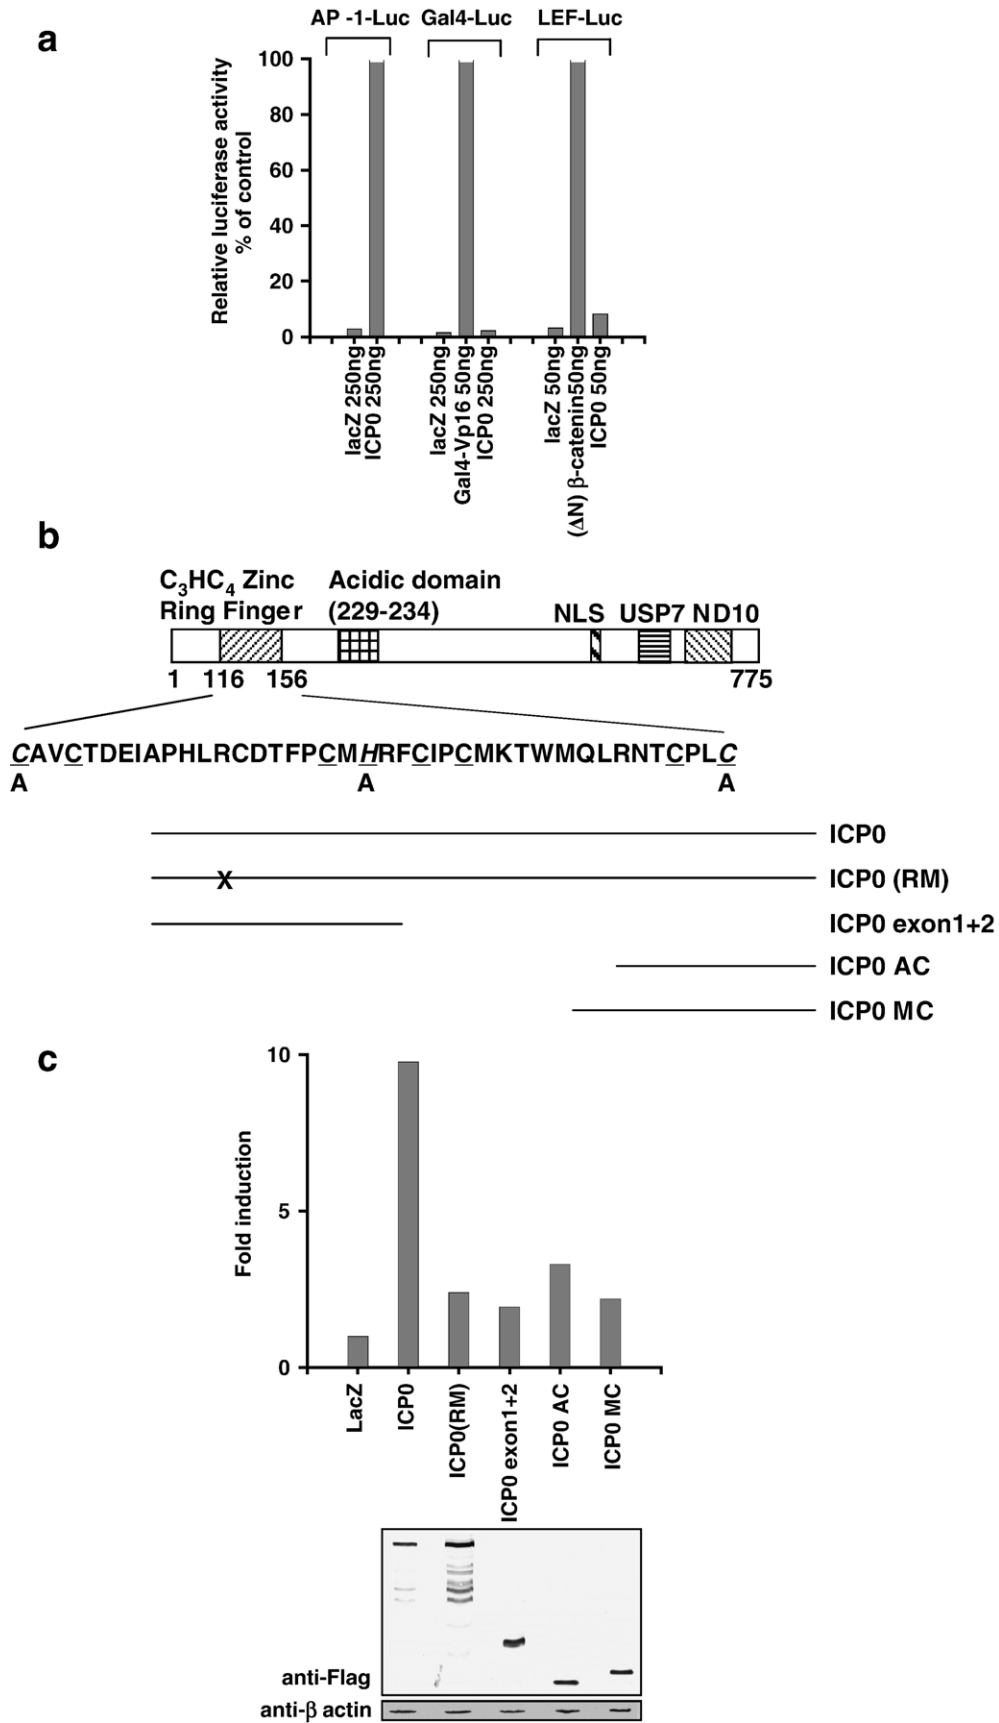 a
AP -1-Luc Gal4-Luc LEF-Luc
Relative luciferase activity
% of control
100
80
60
40
20
0
lacZ 250ng
ICP0 250ng
lacZ 250ng
Gal4-Vp16 50ng
ICP0 250ng
lacZ 50ng
(ΔN) β-catenin50ng
ICP0 50ng
b
C3HC4 Zinc
Ring Finger
Acidic domain
(229-234)
NLS USP7 ND10
1 116 156 775
CAVCTDEIAPHLRCDTFPCMHRFCIPCMKTWMQLRNTCPLC
A A A
ICP0
X ICP0 (RM)
ICP0 exon1+2
ICP0 AC
ICP0 MC
c
Fold induction
10
5
0
LacZ
ICP0
ICP0(RM)
ICP0 exon1+2
ICP0 AC
ICP0 MC
anti-Flag
anti-β actin